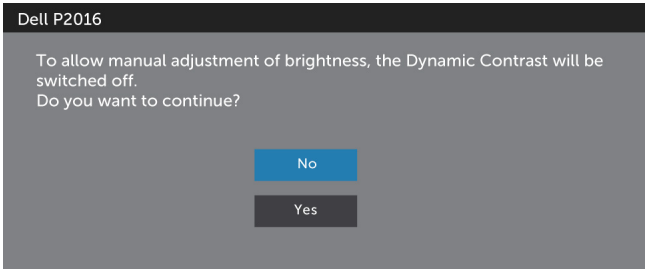 Dell P2016
To allow manual adjustment of brightness, the Dynamic Contrast will be
switched off.
Do you want to continue?
No
Yes